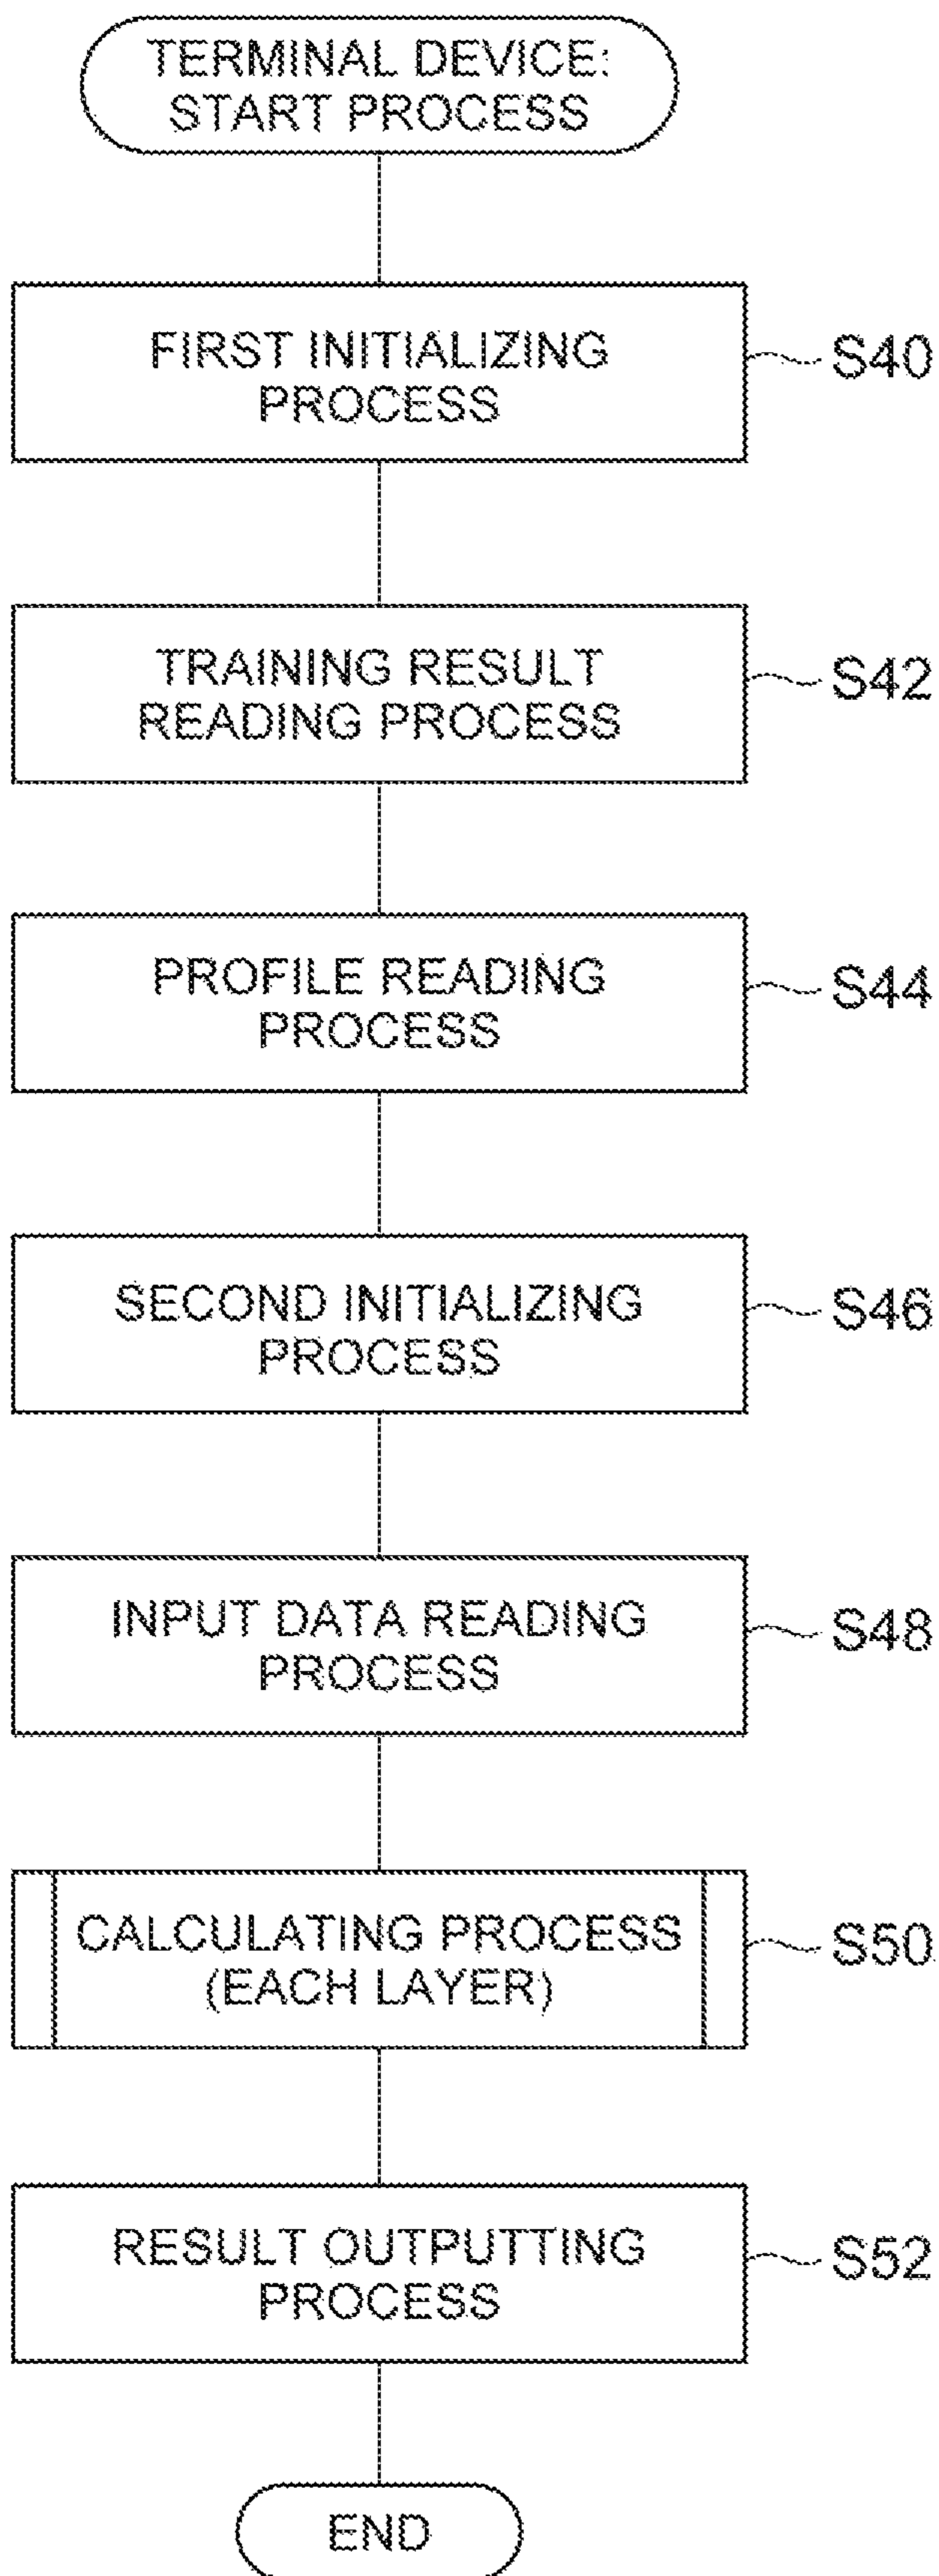 TERMINAL DEVICE:
START PROCESS
FIRST INITIALIZING
PROCESS
S40
TRAINING RESULT
READING PROCESS
S42
PROFILE READING
PROCESS
S44
SECOND INITIALIZING
PROCESS
S46
INPUT DATA READING
PROCESS
S48
CALCULATING PROCESS
(EACH LAYER)
S50
RESULT OUTPUTTING
PROCESS
S52
END